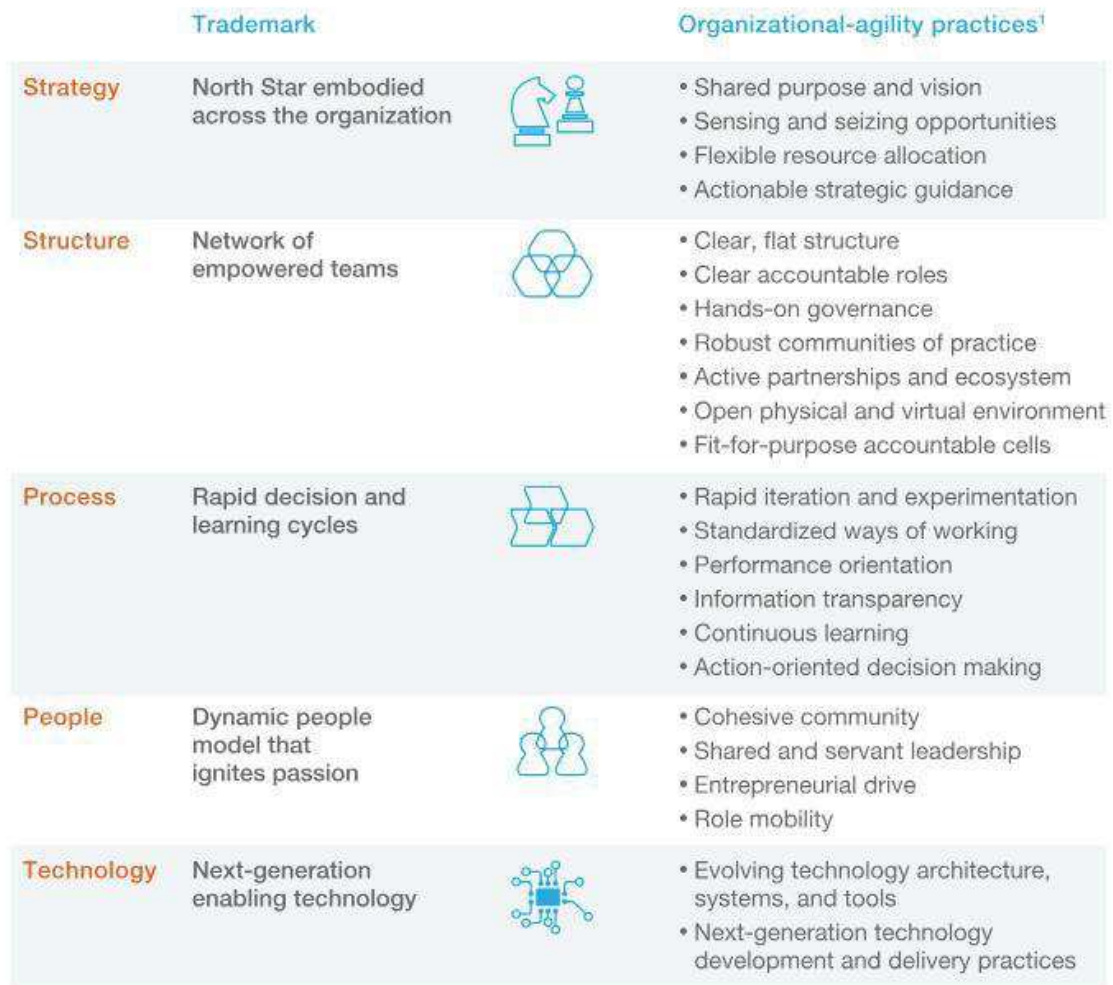 Trademark
Organizational-agility practices¹
Strategy
North Star embodied
across the organization
• Shared purpose and vision
• Sensing and seizing opportunities
• Flexible resource allocation
• Actionable strategic guidance
Structure
Network of
empowered teams
• Clear, flat structure
• Clear accountable roles
• Hands-on governance
• Robust communities of practice
• Active partnerships and ecosystem
• Open physical and virtual environment
• Fit-for-purpose accountable cells
Process
Rapid decision and
learning cycles
• Rapid iteration and experimentation
• Standardized ways of working
• Performance orientation
• Information transparency
• Continuous learning
• Action-oriented decision making
People
Dynamic people
model that
ignites passion
• Cohesive community
• Shared and servant leadership
• Entrepreneurial drive
• Role mobility
Technology
Next-generation
enabling technology
• Evolving technology architecture,
systems, and tools
• Next-generation technology
development and delivery practices